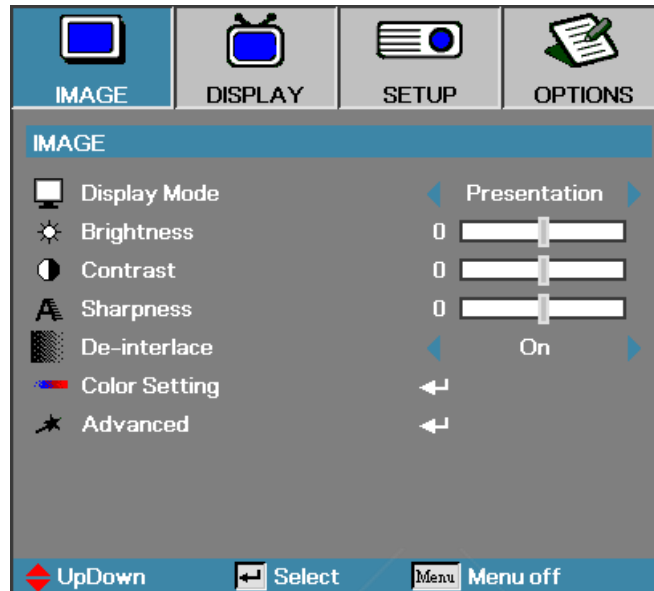 IMAGE DISPLAY SETUP OPTIONS
IMAGE
Display Mode Presentation
Brightness 0
Contrast 0
Sharpness 0
De-interlace On
Color Setting
Advanced
UpDown Select Menu Menu off